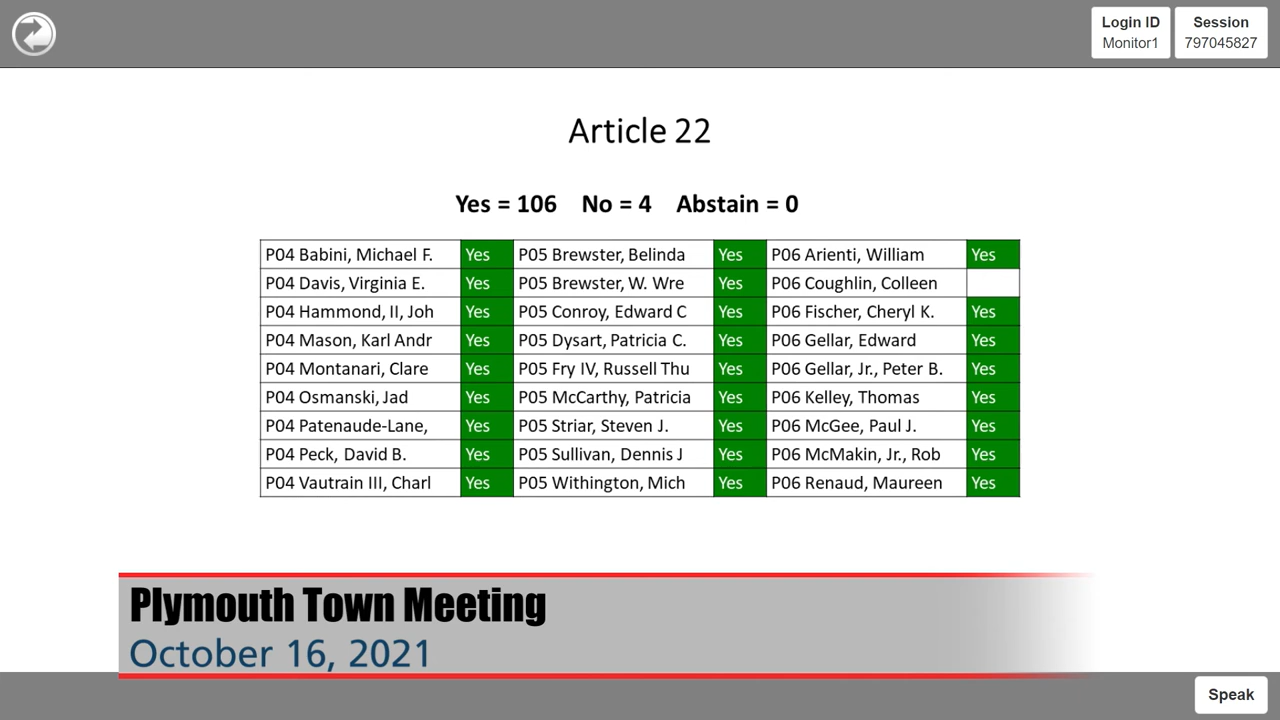 Login ID
Monitor1
Session
797045827
Article 22
Yes = 106 No = 4 Abstain = 0
P04 Babini, Michael F. Yes P05 Brewster, Belinda Yes P06 Arienti, William Yes
P04 Davis, Virginia E. Yes P05 Brewster, W. Wre Yes P06 Coughlin, Colleen
P04 Hammond, II, Joh Yes P05 Conroy, Edward C Yes P06 Fischer, Cheryl K. Yes
P04 Mason, Karl Andr Yes P05 Dysart, Patricia C. Yes P06 Gellar, Edward Yes
P04 Montanari, Clare Yes P05 Fry IV, Russell Thu Yes P06 Gellar, Jr., Peter B. Yes
P04 Osmanski, Jad Yes P05 McCarthy, Patricia Yes P06 Kelley, Thomas Yes
P04 Patenaude-Lane, Yes P05 Striar, Steven J. Yes P06 McGee, Paul J. Yes
P04 Peck, David B. Yes P05 Sullivan, Dennis J Yes P06 McMakin, Jr., Rob Yes
P04 Vautrain III, Charl Yes P05 Withington, Mich Yes P06 Renaud, Maureen Yes
Plymouth Town Meeting
October 16, 2021
Speak